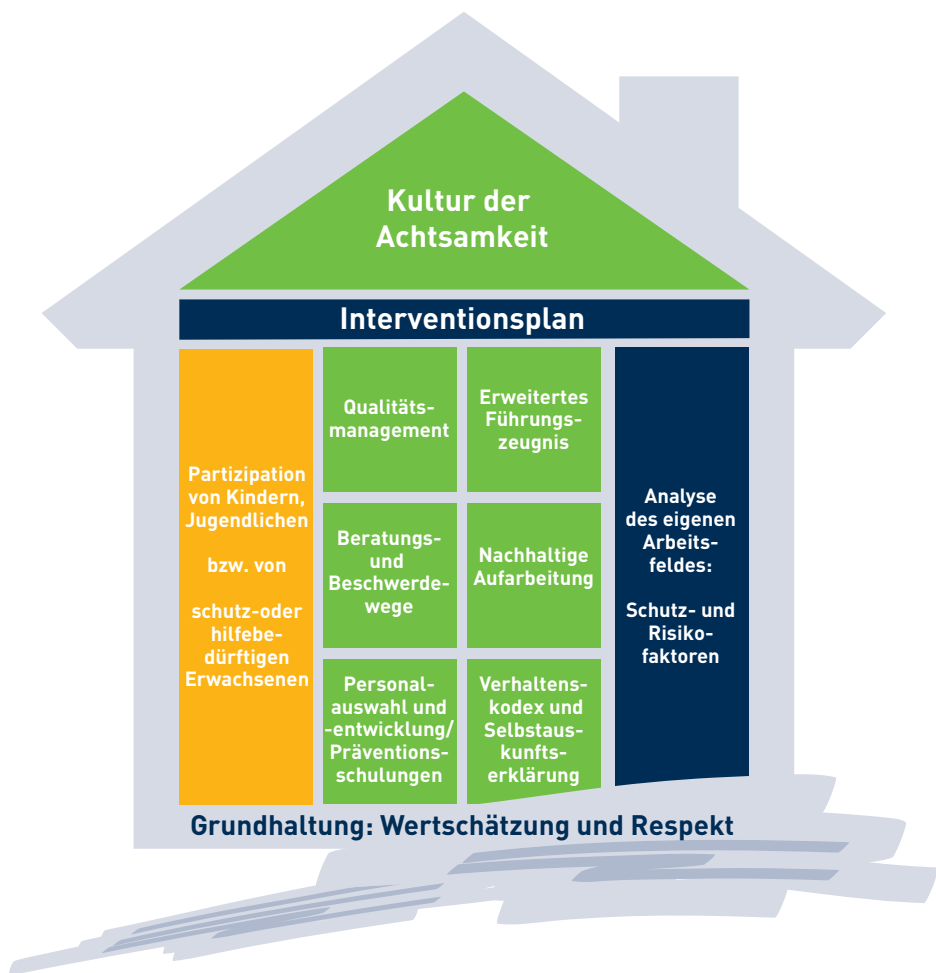 Kultur der
Achtsamkeit
Interventionsplan
Partizipation
von Kindern,
Jugendlichen
bzw. von
schutz-oder
hilfebe-
dürftigen
Erwachsenen
Qualitäts-
management
Erweitertes
Führungs-
zeugnis
Beratungs-
und
Beschwerde-
wege
Nachhaltige
Aufarbeitung
Personal-
auswahl und
-entwicklung/
Präventions-
schulungen
Verhaltens-
kodex und
Selbstaus-
kunfts-
erklärung
Analyse
des eigenen
Arbeits-
feldes:
Schutz- und
Risiko-
faktoren
Grundhaltung: Wertschätzung und Respekt